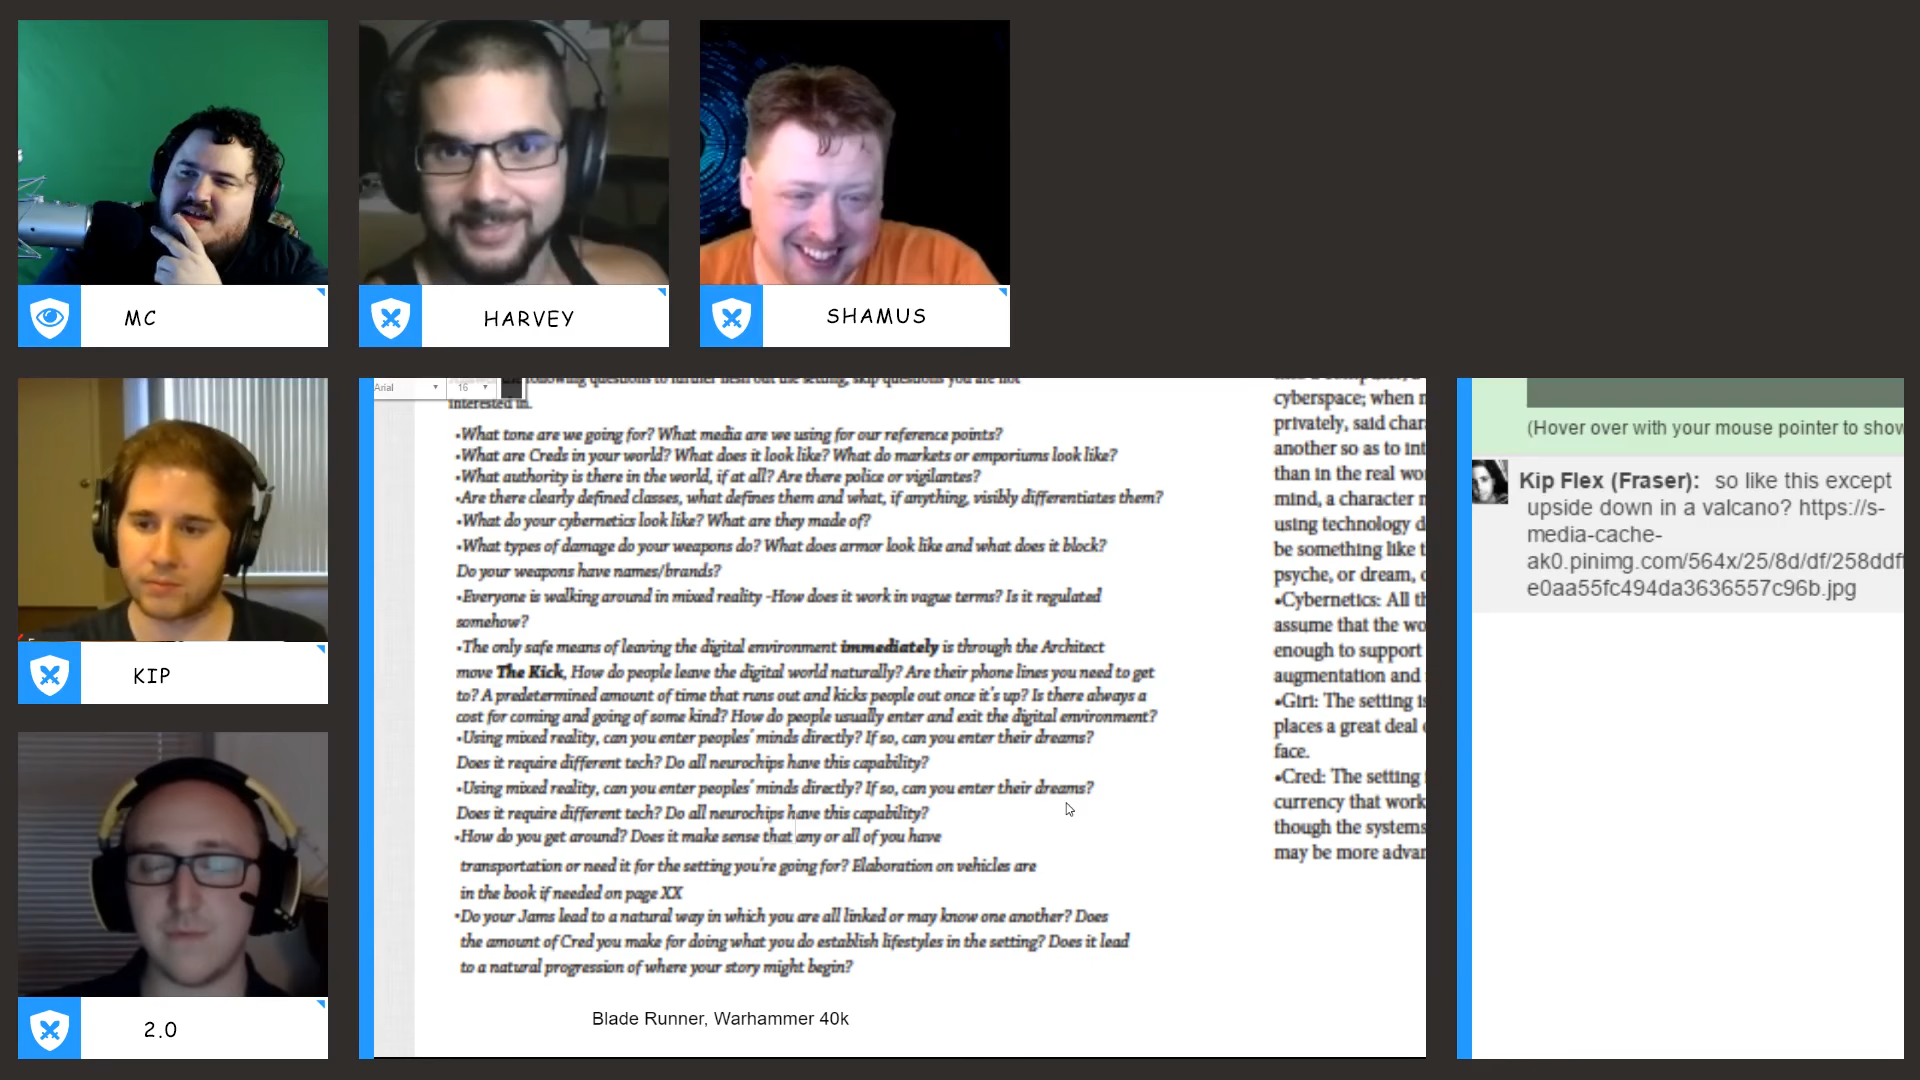 MC
HARVEY
SHAMUS
KIP
2.0
Arial
16
following questions to further flesh out the setting, skip questions you are not
interested in.
•What tone are we going for? What media are we using for our reference points?
•What are Creds in your world? What does it look like? What do markets or emporiums look like?
•What authority is there in the world, if at all? Are there police or vigilantes?
•Are there clearly defined classes, what defines them and what, if anything, visibly differentiates them?
•What do your cybernetics look like? What are they made of?
•What types of damage do your weapons do? What does armor look like and what does it block?
Do your weapons have names/brands?
•Everyone is walking around in mixed reality -How does it work in vague terms? Is it regulated
somehow?
•The only safe means of leaving the digital environment immediately is through the Architect
move The Kick, How do people leave the digital world naturally? Are their phone lines you need to get
to? A predetermined amount of time that runs out and kicks people out once it's up? Is there always a
cost for coming and going of some kind? How do people usually enter and exit the digital environment?
•Using mixed reality, can you enter peoples' minds directly? If so, can you enter their dreams?
Does it require different tech? Do all neurochips have this capability?
•Using mixed reality, can you enter peoples' minds directly? If so, can you enter their dreams?
Does it require different tech? Do all neurochips have this capability?
•How do you get around? Does it make sense that any or all of you have
transportation or need it for the setting you're going for? Elaboration on vehicles are
in the book if needed on page XX
•Do your Jams lead to a natural way in which you are all linked or may know one another? Does
the amount of Cred you make for doing what you do establish lifestyles in the setting? Does it lead
to a natural progression of where your story might begin?
Blade Runner, Warhammer 40k
cyberspace; when
privately, said
another so as to
than in the real
mind, a character
using technology
be something like
psyche, or dream,
•Cybernetics: All
assume that the
enough to support
augmentation and
•Giri: The setting
places a great deal
face.
•Cred: The setting
currency that work
though the systems
may be more
(Hover over with your mouse pointer to show
Kip Flex (Fraser): so like this except
upside down in a valcano? https://s-
media-cache-
ak0.pinimg.com/564x/25/8d/df/258ddf
e0aa55fc494da3636557c96b.jpg